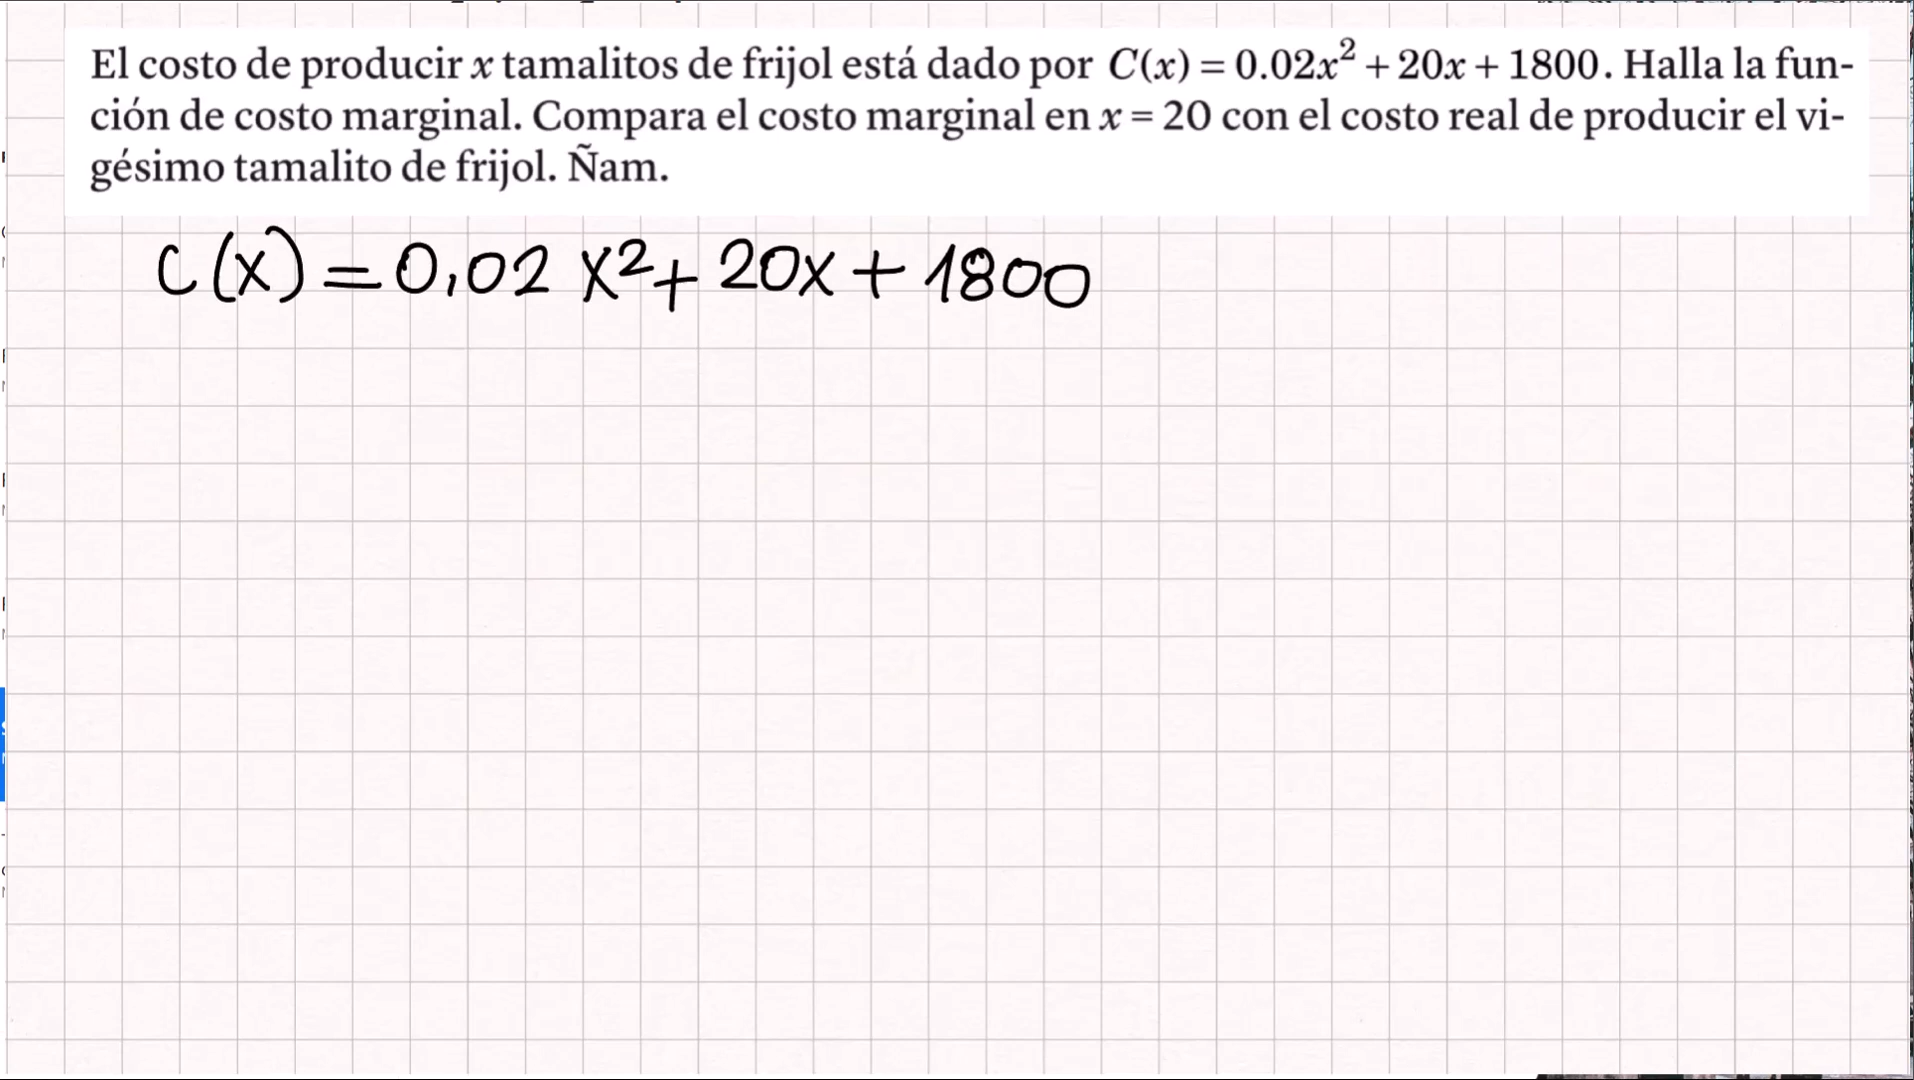 El costo de producir x tamalitos de frijol está dado por C(x) = 0.02x² + 20x + 1800. Halla la fun-
ción de costo marginal. Compara el costo marginal en x = 20 con el costo real de producir el vi-
gésimo tamalito de frijol. Ñam.
C(x) = 0,02 x² + 20x + 1800